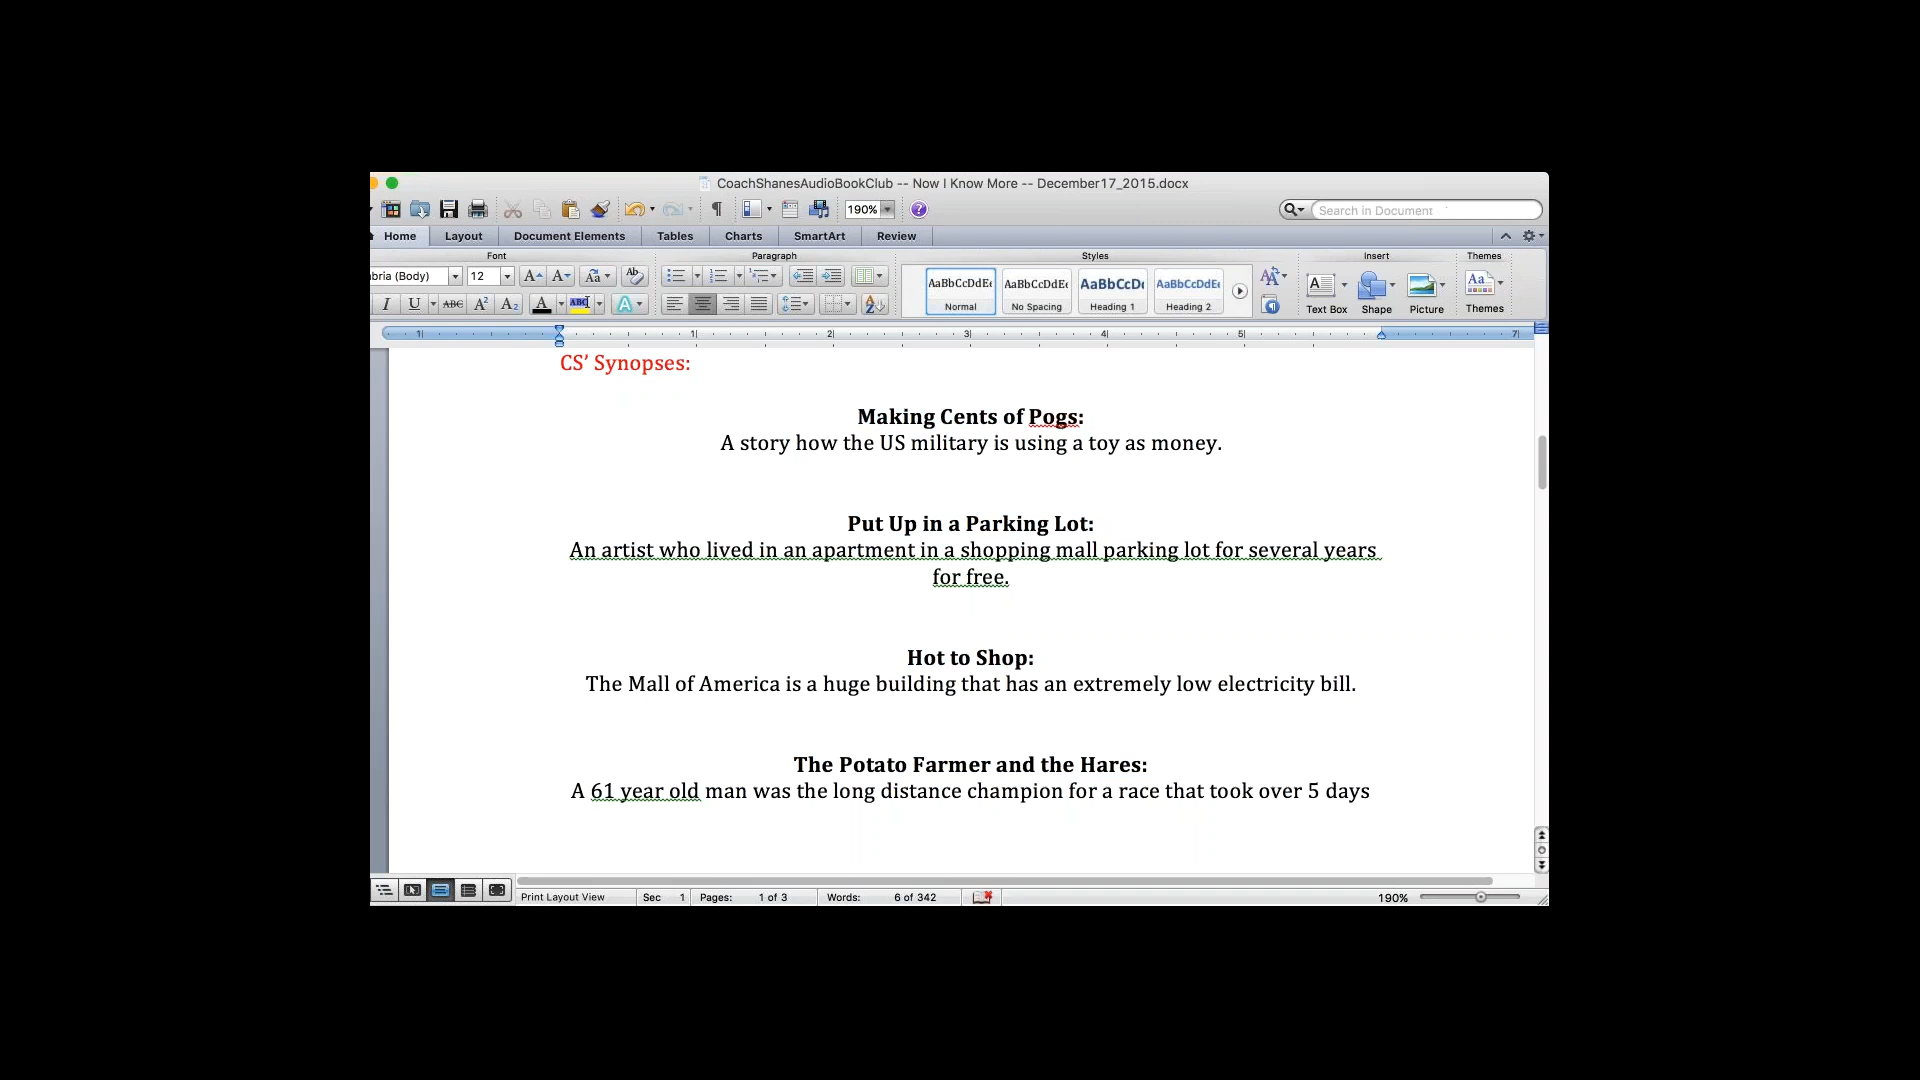 CoachShanesAudioBookClub -- Now I Know More -- December17_2015.docx
190%
Search in Document
Home Layout Document Elements Tables Charts SmartArt Review
Font Paragraph Styles Insert Themes
bria (Body) 12
AaBbCcDdEe AaBbCcDdEe AaBbCcDc AaBbCcDdEe
Normal No Spacing Heading 1 Heading 2
Text Box Shape Picture Themes
1 1 2 3 4 5 7
CS’ Synopses:
Making Cents of Pogs:
A story how the US military is using a toy as money.
Put Up in a Parking Lot:
An artist who lived in an apartment in a shopping mall parking lot for several years
for free.
Hot to Shop:
The Mall of America is a huge building that has an extremely low electricity bill.
The Potato Farmer and the Hares:
A 61 year old man was the long distance champion for a race that took over 5 days
Print Layout View Sec 1 Pages: 1 of 3 Words: 6 of 342 190%